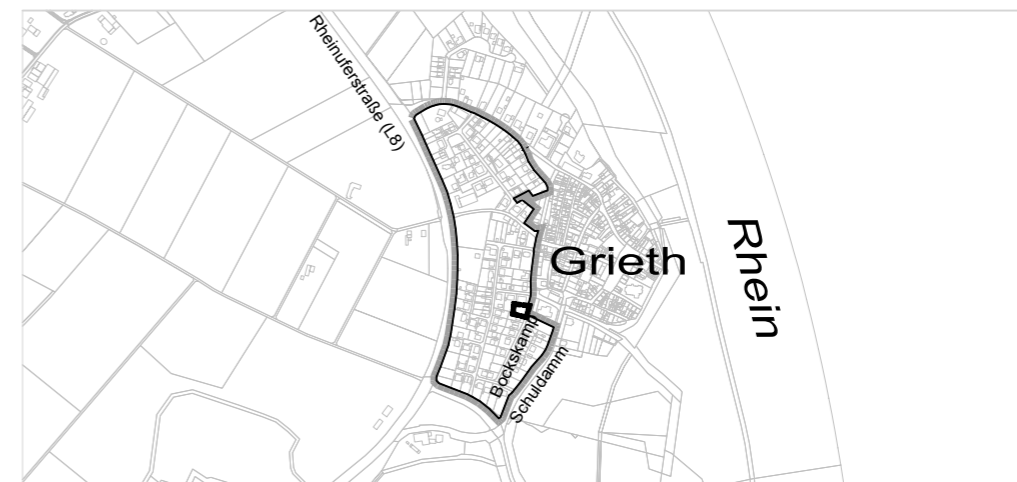 Rheinuferstraße (L8)
Grieth
Rhein
Bockskamp
Schuldamm